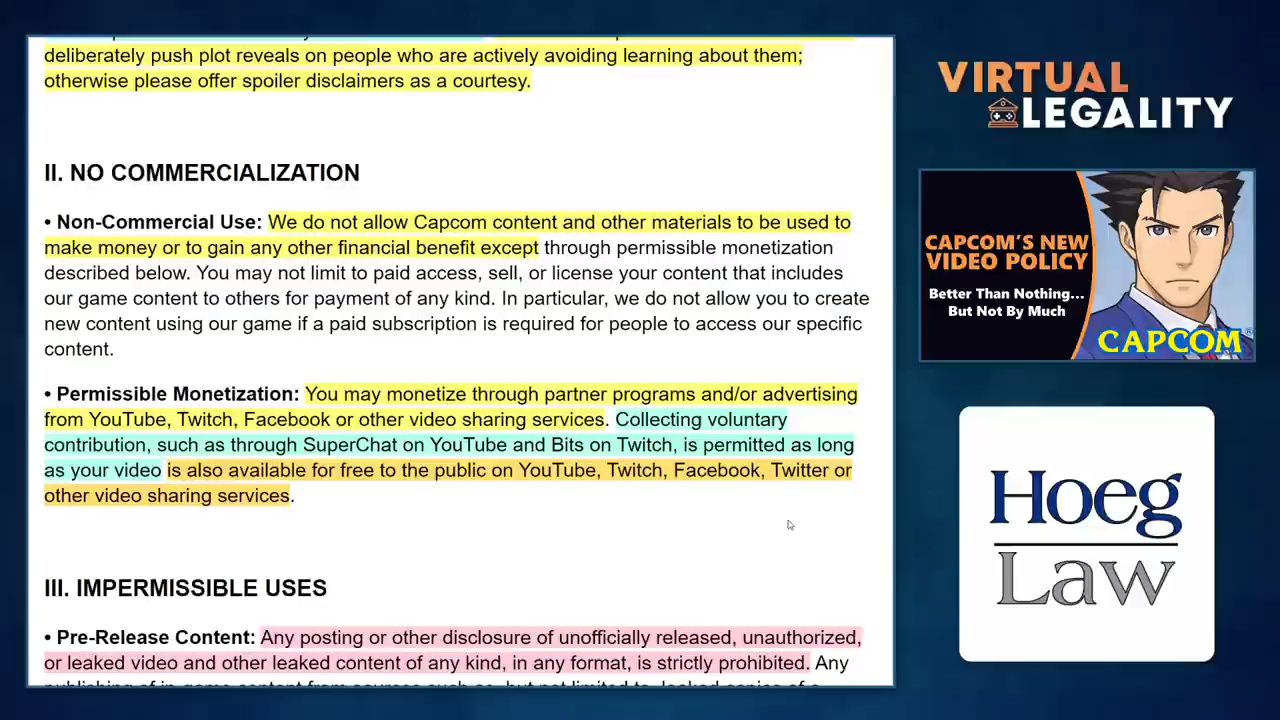 deliberately push plot reveals on people who are actively avoiding learning about them;
otherwise please offer spoiler disclaimers as a courtesy.
II. NO COMMERCIALIZATION
• Non-Commercial Use: We do not allow Capcom content and other materials to be used to
make money or to gain any other financial benefit except through permissible monetization
described below. You may not limit to paid access, sell, or license your content that includes
our game content to others for payment of any kind. In particular, we do not allow you to create
new content using our game if a paid subscription is required for people to access our specific
content.
• Permissible Monetization: You may monetize through partner programs and/or advertising
from YouTube, Twitch, Facebook or other video sharing services. Collecting voluntary
contribution, such as through SuperChat on YouTube and Bits on Twitch, is permitted as long
as your video is also available for free to the public on YouTube, Twitch, Facebook, Twitter or
other video sharing services.
III. IMPERMISSIBLE USES
• Pre-Release Content: Any posting or other disclosure of unofficially released, unauthorized,
or leaked video and other leaked content of any kind, in any format, is strictly prohibited. Any
VIRTUAL
LEGALITY
CAPCOM'S NEW
VIDEO POLICY
Better Than Nothing...
But Not By Much
CAPCOM®
Hoeg
Law